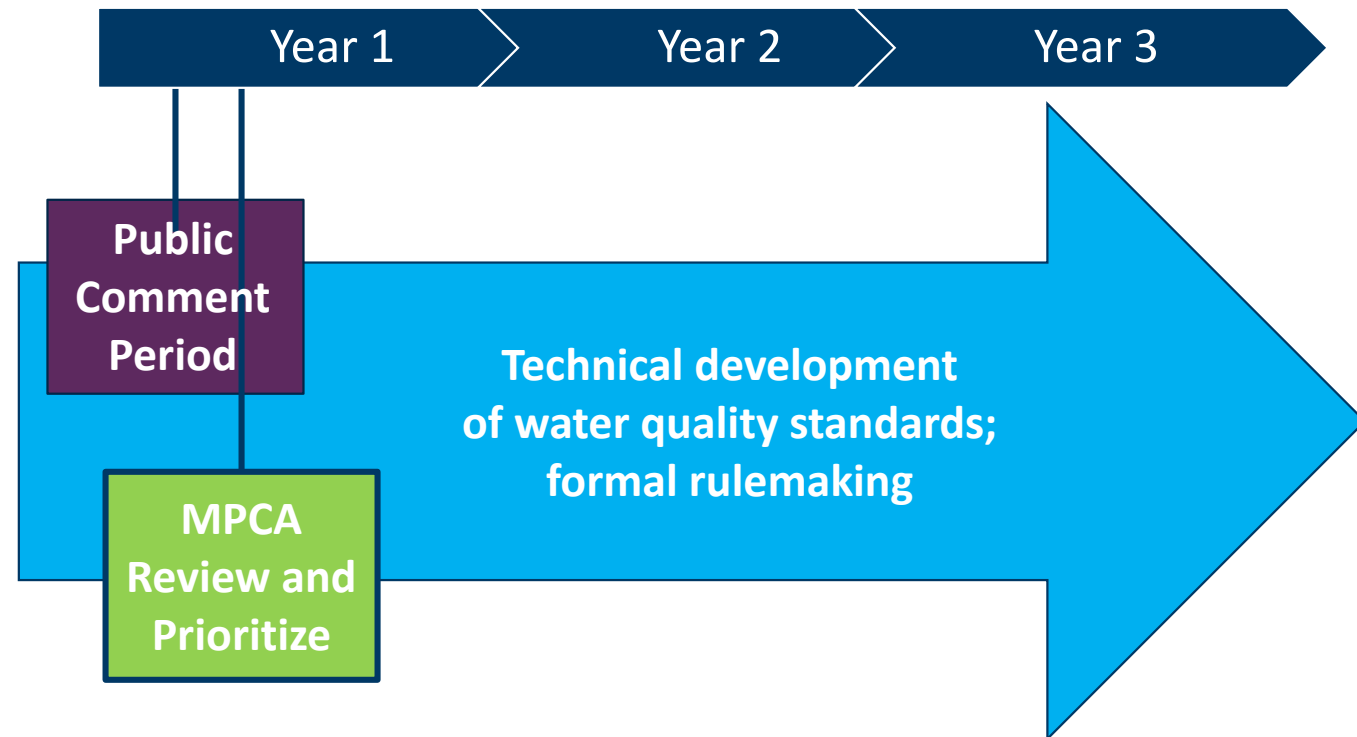 Year 1
Year 2
Year 3
Public
Comment
Period
Technical development
of water quality standards;
formal rulemaking
MPCA
Review and
Prioritize